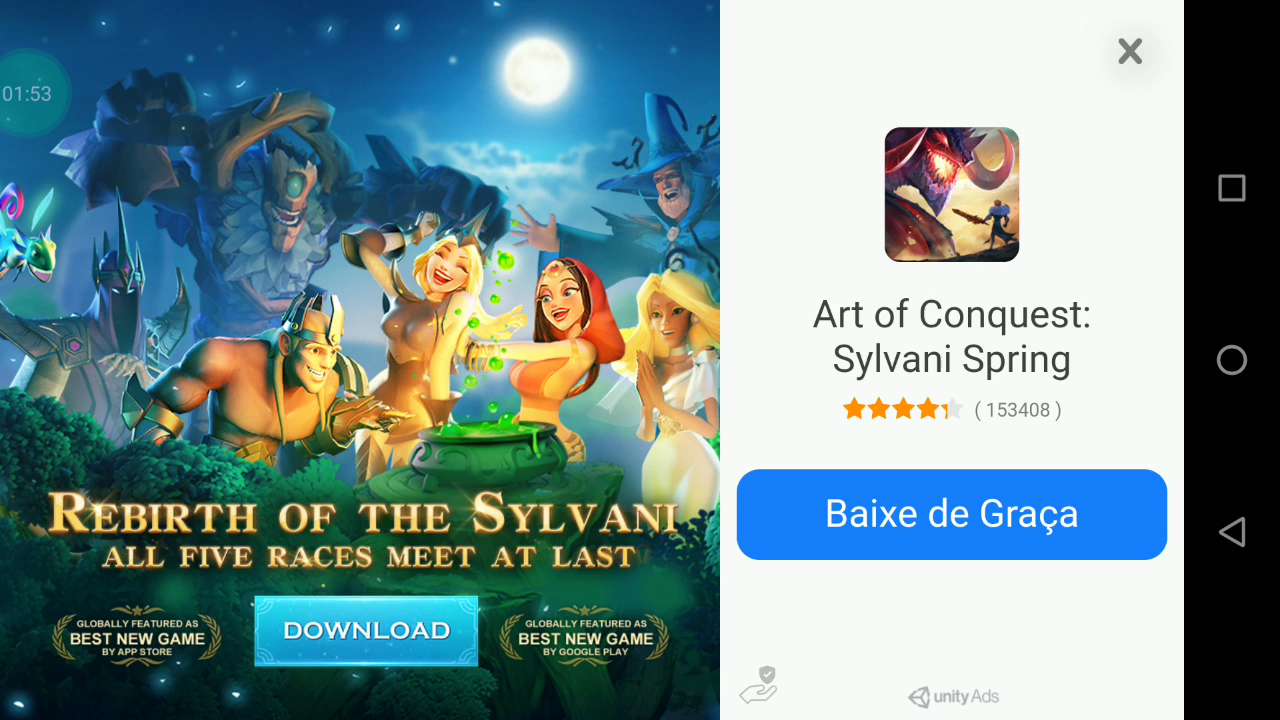 01:53
REBIRTH OF THE SYLVANI
ALL FIVE RACES MEET AT LAST
GLOBALLY FEATURED AS
BEST NEW GAME
BY APP STORE
DOWNLOAD
GLOBALLY FEATURED AS
BEST NEW GAME
BY GOOGLE PLAY
Art of Conquest:
Sylvani Spring
( 153408 )
Baixe de Graça
unityAds